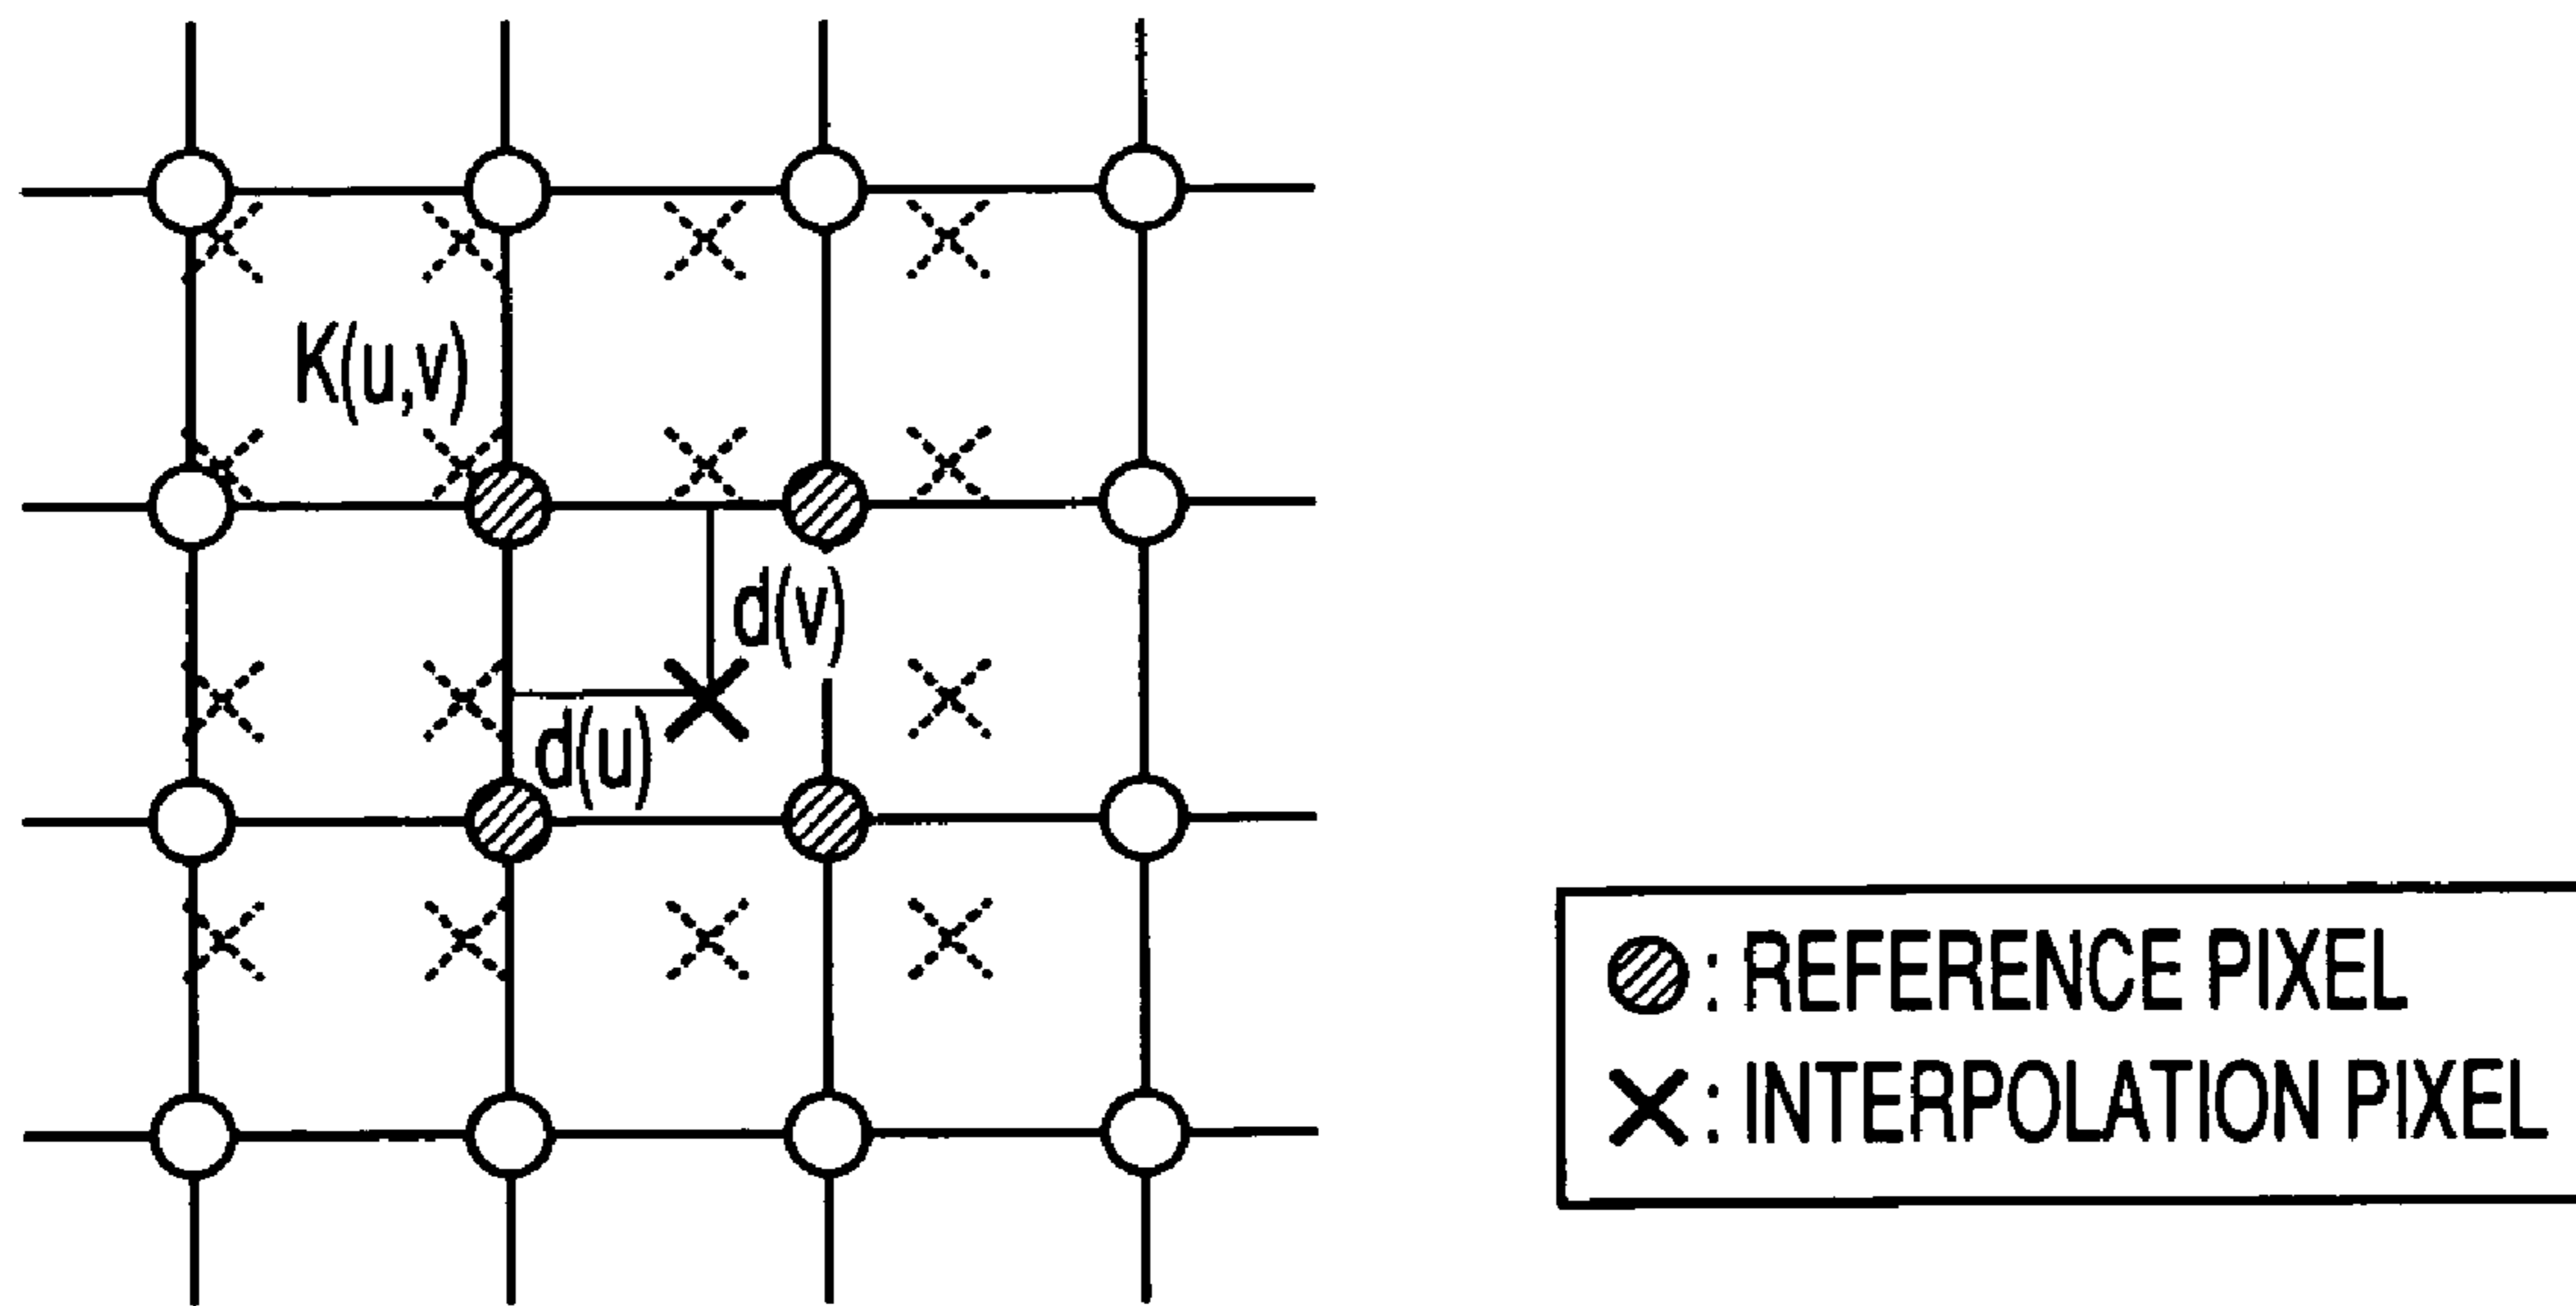 K(u,v)
d(v)
d(u)
: REFERENCE PIXEL
: INTERPOLATION PIXEL